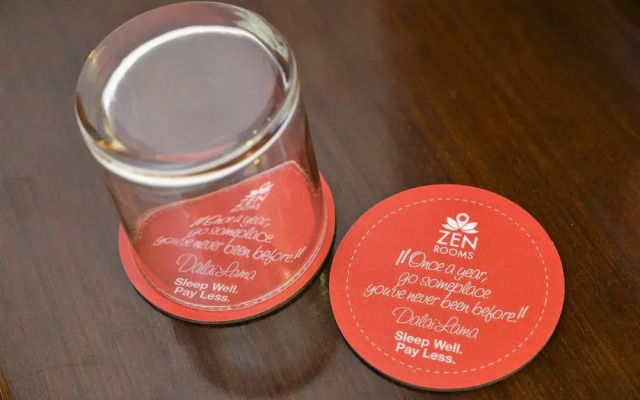 ZEN
ROOMS
"Once a year,
go someplace
you've never been before!"
Dalai Lama
Sleep Well.
Pay Less.
ZEN
ROOMS
"Once a year,
go someplace
you've never been before!"
Dalai Lama
Sleep Well.
Pay Less.